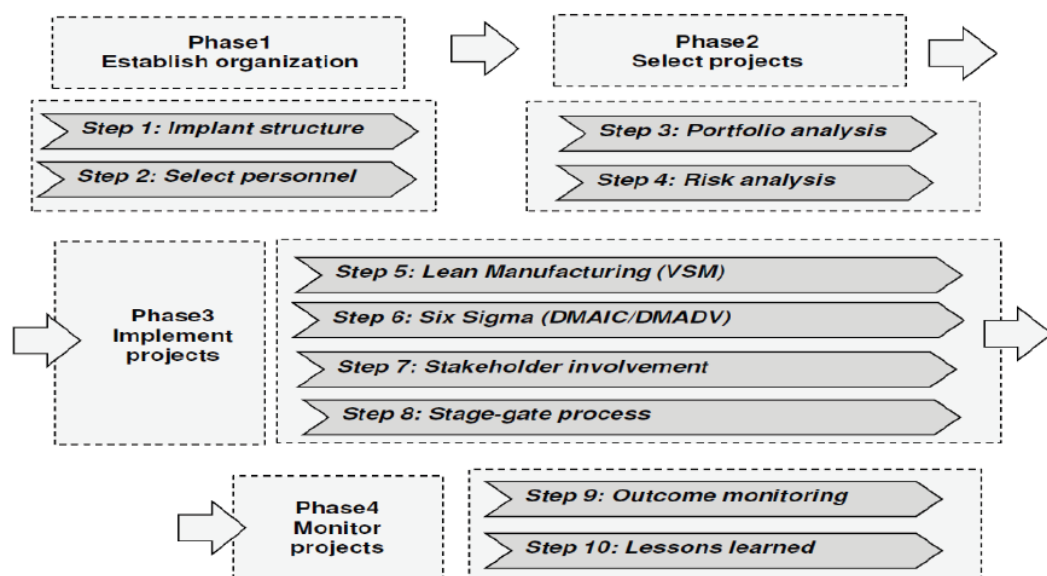 Phase1
Establish organization
Phase2
Select projects
Step 1: Implant structure
Step 2: Select personnel
Step 3: Portfolio analysis
Step 4: Risk analysis
Phase3
Implement
projects
Step 5: Lean Manufacturing (VSM)
Step 6: Six Sigma (DMAIC/DMADV)
Step 7: Stakeholder involvement
Step 8: Stage-gate process
Phase4
Monitor
projects
Step 9: Outcome monitoring
Step 10: Lessons learned